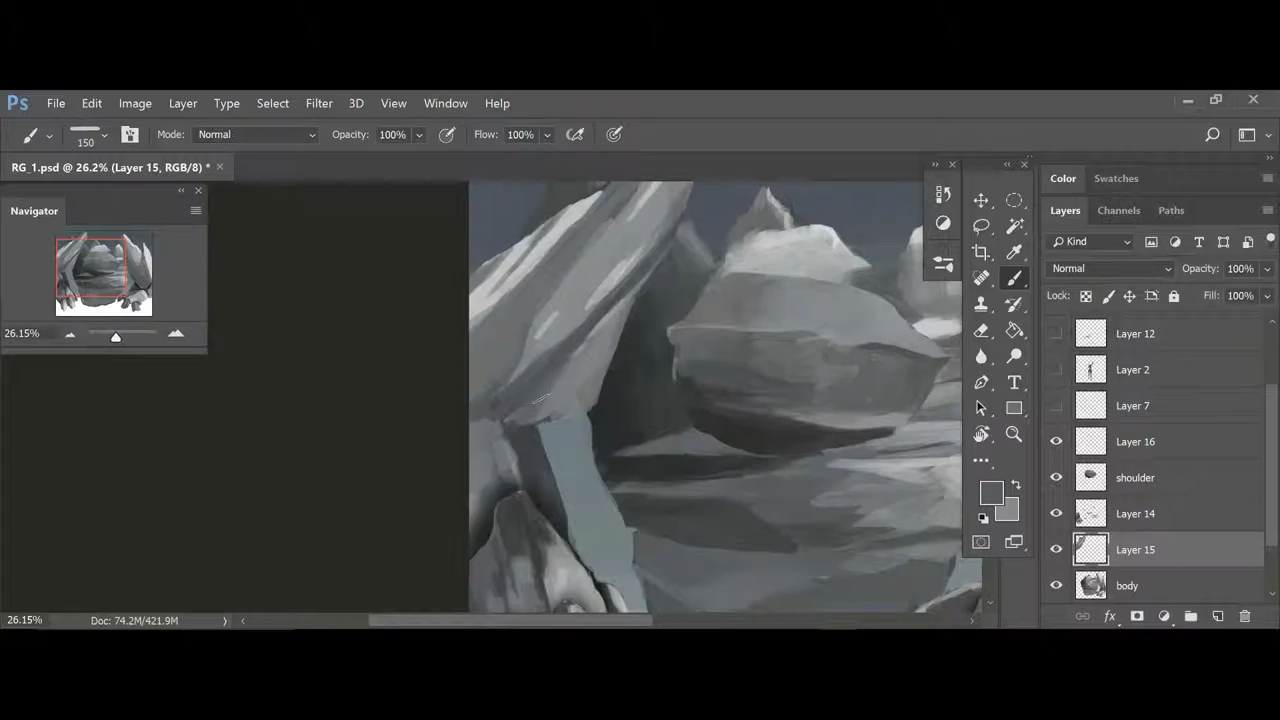 Ps File Edit Image Layer Type Select Filter 3D View Window Help
150 Mode: Normal Opacity: 100% Flow: 100%
RG_1.psd @ 26.2% (Layer 15, RGB/8) *
Navigator
26.15%
Color Swatches
Layers Channels Paths
Kind
Normal Opacity: 100%
Lock: Fill: 100%
Layer 12
Layer 2
Layer 7
Layer 16
shoulder
Layer 14
Layer 15
body
26.15% Doc: 74.2M/421.9M